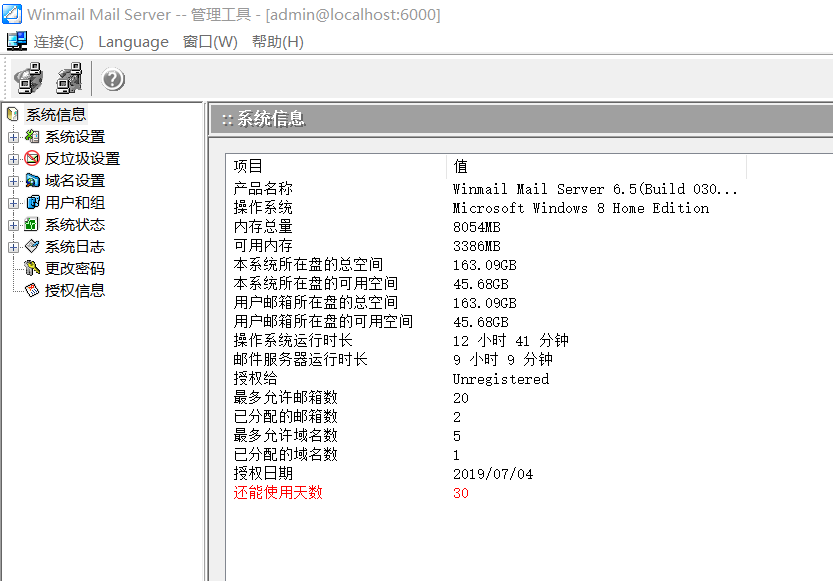 Winmail Mail Server -- 管理工具 - [admin@localhost:6000]
连接(C) Language 窗口(W) 帮助(H)
系统信息
系统设置
反垃圾设置
域名设置
用户和组
系统状态
系统日志
更改密码
授权信息
:: 系统信息
项目 值
产品名称 Winmail Mail Server 6.5(Build 030...
操作系统 Microsoft Windows 8 Home Edition
内存总量 8054MB
可用内存 3386MB
本系统所在盘的总空间 163.09GB
本系统所在盘的可用空间 45.68GB
用户邮箱所在盘的总空间 163.09GB
用户邮箱所在盘的可用空间 45.68GB
操作系统运行时长 12 小时 41 分钟
邮件服务器运行时长 9 小时 9 分钟
授权给 Unregistered
最多允许邮箱数 20
已分配的邮箱数 2
最多允许域名数 5
已分配的域名数 1
授权日期 2019/07/04
还能使用天数 30